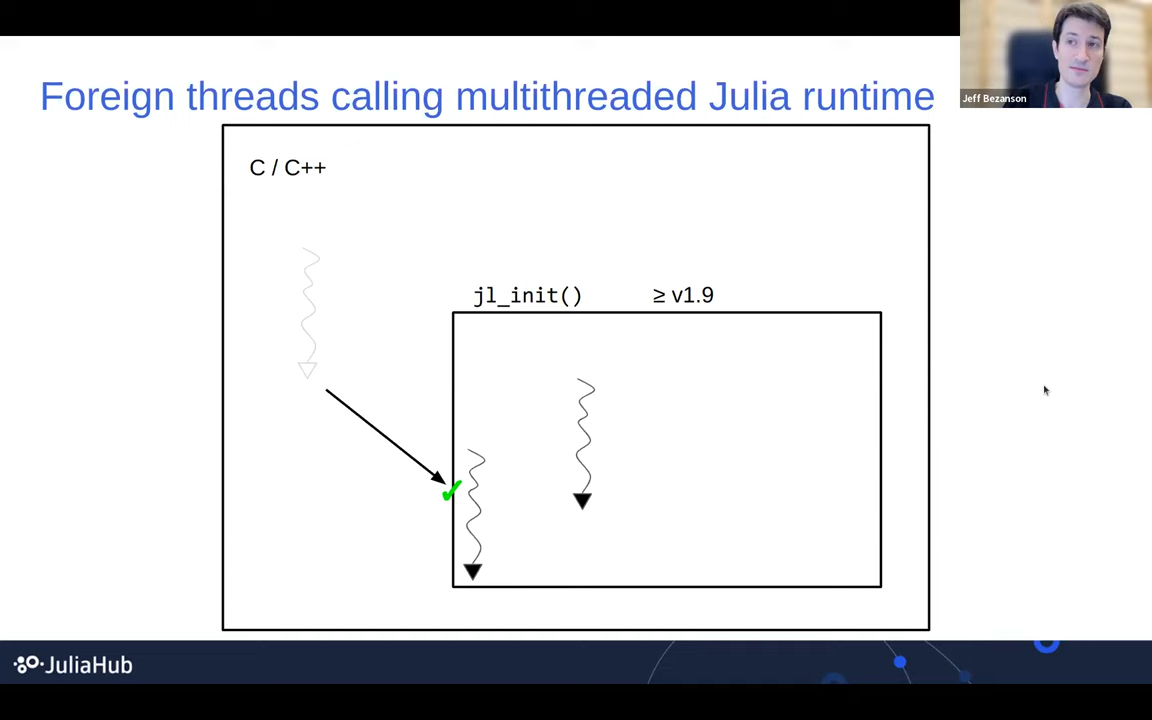 Foreign threads calling multithreaded Julia runtime
Jeff Bezanson
C / C++
jl_init() ≥ v1.9
JuliaHub